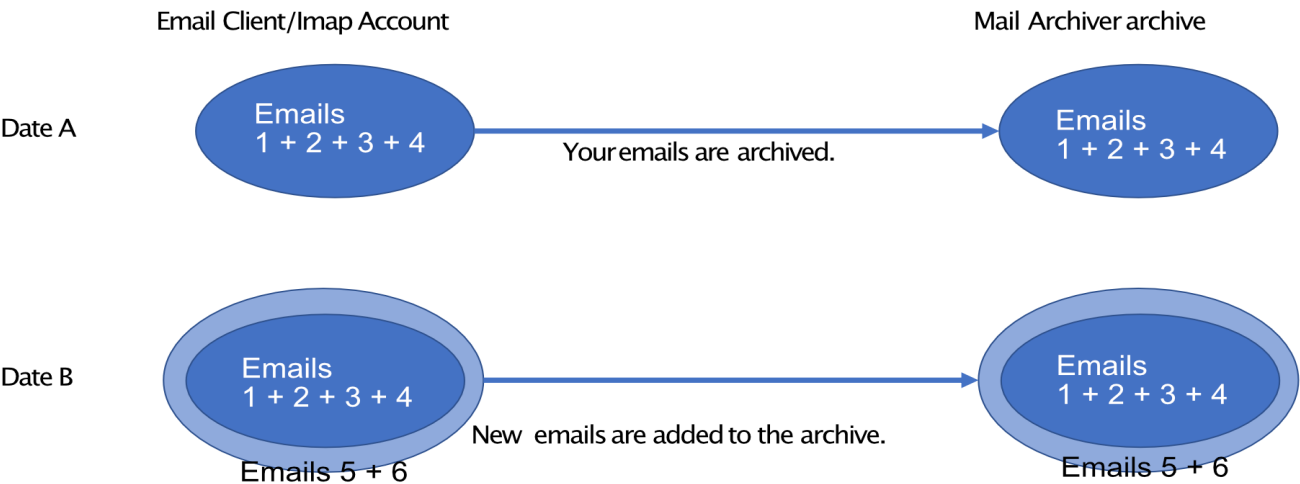 Email Client/Imap Account
Mail Archiver archive
Date A
Emails
1 + 2 + 3 + 4
Your emails are archived.
Emails
1 + 2 + 3 + 4
Date B
Emails
1 + 2 + 3 + 4
New emails are added to the archive.
Emails
1 + 2 + 3 + 4
Emails 5 + 6
Emails 5 + 6